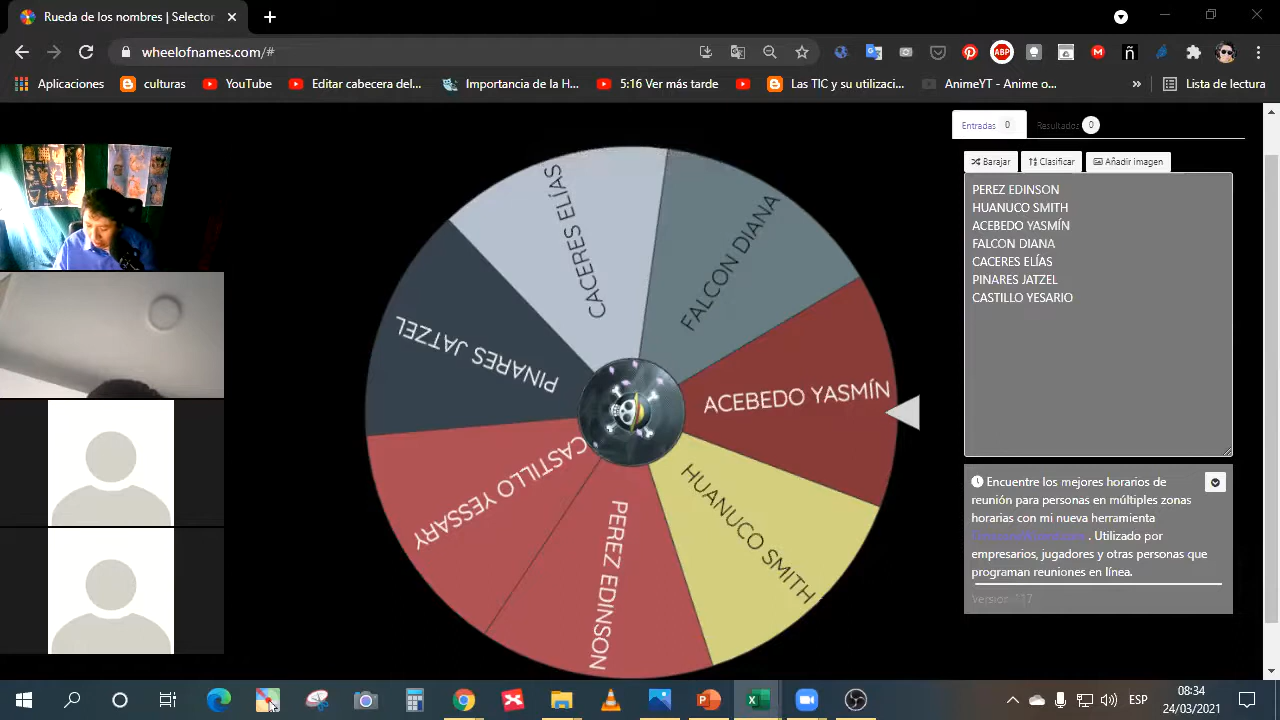 Rueda de los nombres | Selector
wheelofnames.com/#
Aplicaciones
culturas
YouTube
Editar cabecera del...
Importancia de la H...
5:16 Ver más tarde
Las TIC y su utilizaci...
AnimeYT - Anime o...
»
Lista de lectura
Entradas 0
Resultados 0
Barajar
Clasificar
Añadir imagen
PEREZ EDINSON
HUANUCO SMITH
ACEBEDO YASMÍN
FALCON DIANA
CACERES ELÍAS
PINARES JATZEL
CASTILLO YESARIO
CACERES ELÍAS
FALCON DIANA
ACEBEDO YASMÍN
HUANUCO SMITH
PEREZ EDINSON
CASTILLO YESSARY
PINARES JATZEL
Encuentre los mejores horarios de
reunión para personas en múltiples zonas
horarias con mi nueva herramienta
. Utilizado por
empresarios, jugadores y otras personas que
programan reuniones en línea.
ABP
ESP
08:34
24/03/2021